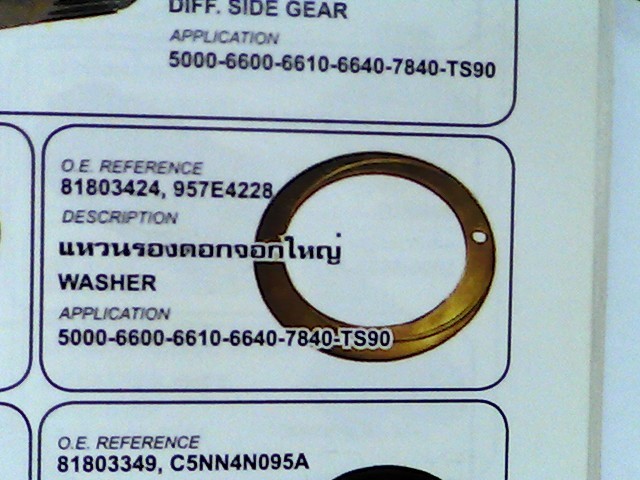 DIFF. SIDE GEAR
APPLICATION
5000-6600-6610-6640-7840-TS90
O.E. REFERENCE
81803424, 957E4228
DESCRIPTION
แหวนรองดอกจอกใหญ่
WASHER
APPLICATION
5000-6600-6610-6640-7840-TS90
O.E. REFERENCE
81803349, C5NN4N095A